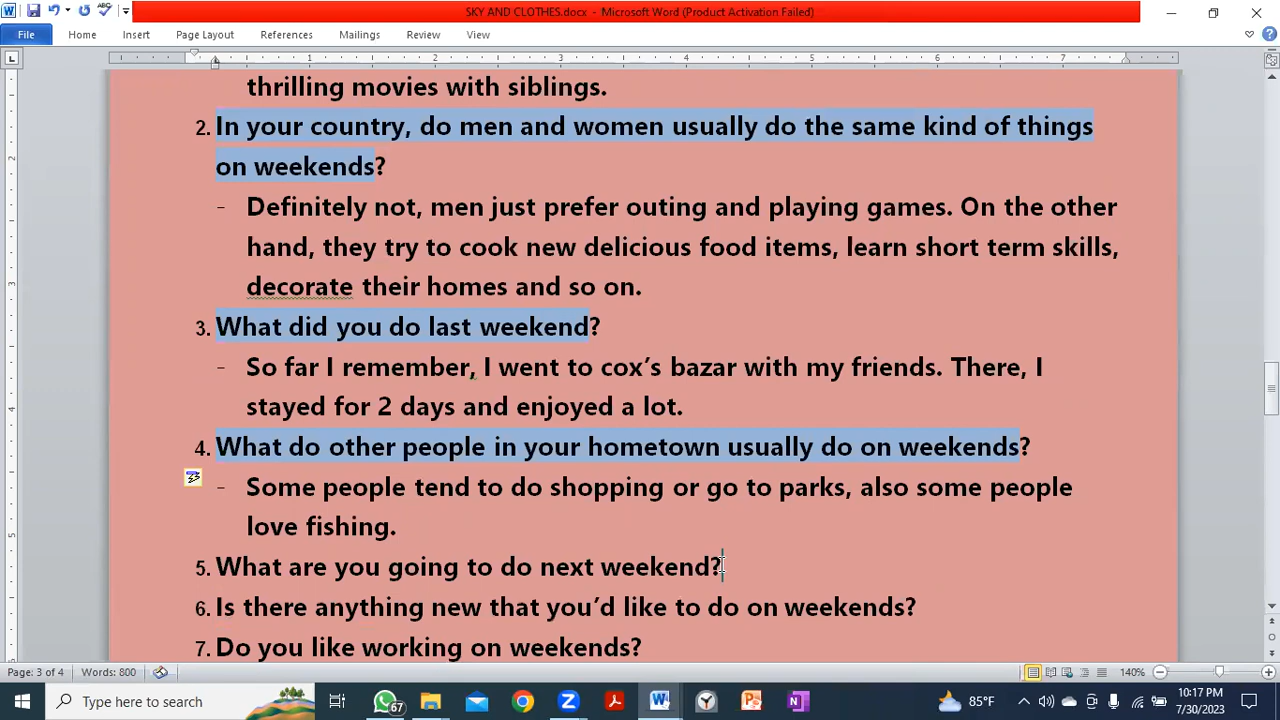 SKY AND CLOTHES.docx - Microsoft Word (Product Activation Failed)
File Home Insert Page Layout References Mailings Review View
1 2 3 4 5 6 7
thrilling movies with siblings.
2. In your country, do men and women usually do the same kind of things
on weekends?
- Definitely not, men just prefer outing and playing games. On the other
hand, they try to cook new delicious food items, learn short term skills,
decorate their homes and so on.
3. What did you do last weekend?
- So far I remember, I went to cox's bazar with my friends. There, I
stayed for 2 days and enjoyed a lot.
4. What do other people in your hometown usually do on weekends?
- Some people tend to do shopping or go to parks, also some people
love fishing.
5. What are you going to do next weekend?
6. Is there anything new that you'd like to do on weekends?
7. Do you like working on weekends?
Page: 3 of 4 Words: 800 140%
Type here to search 67 85°F 10:17 PM
7/30/2023